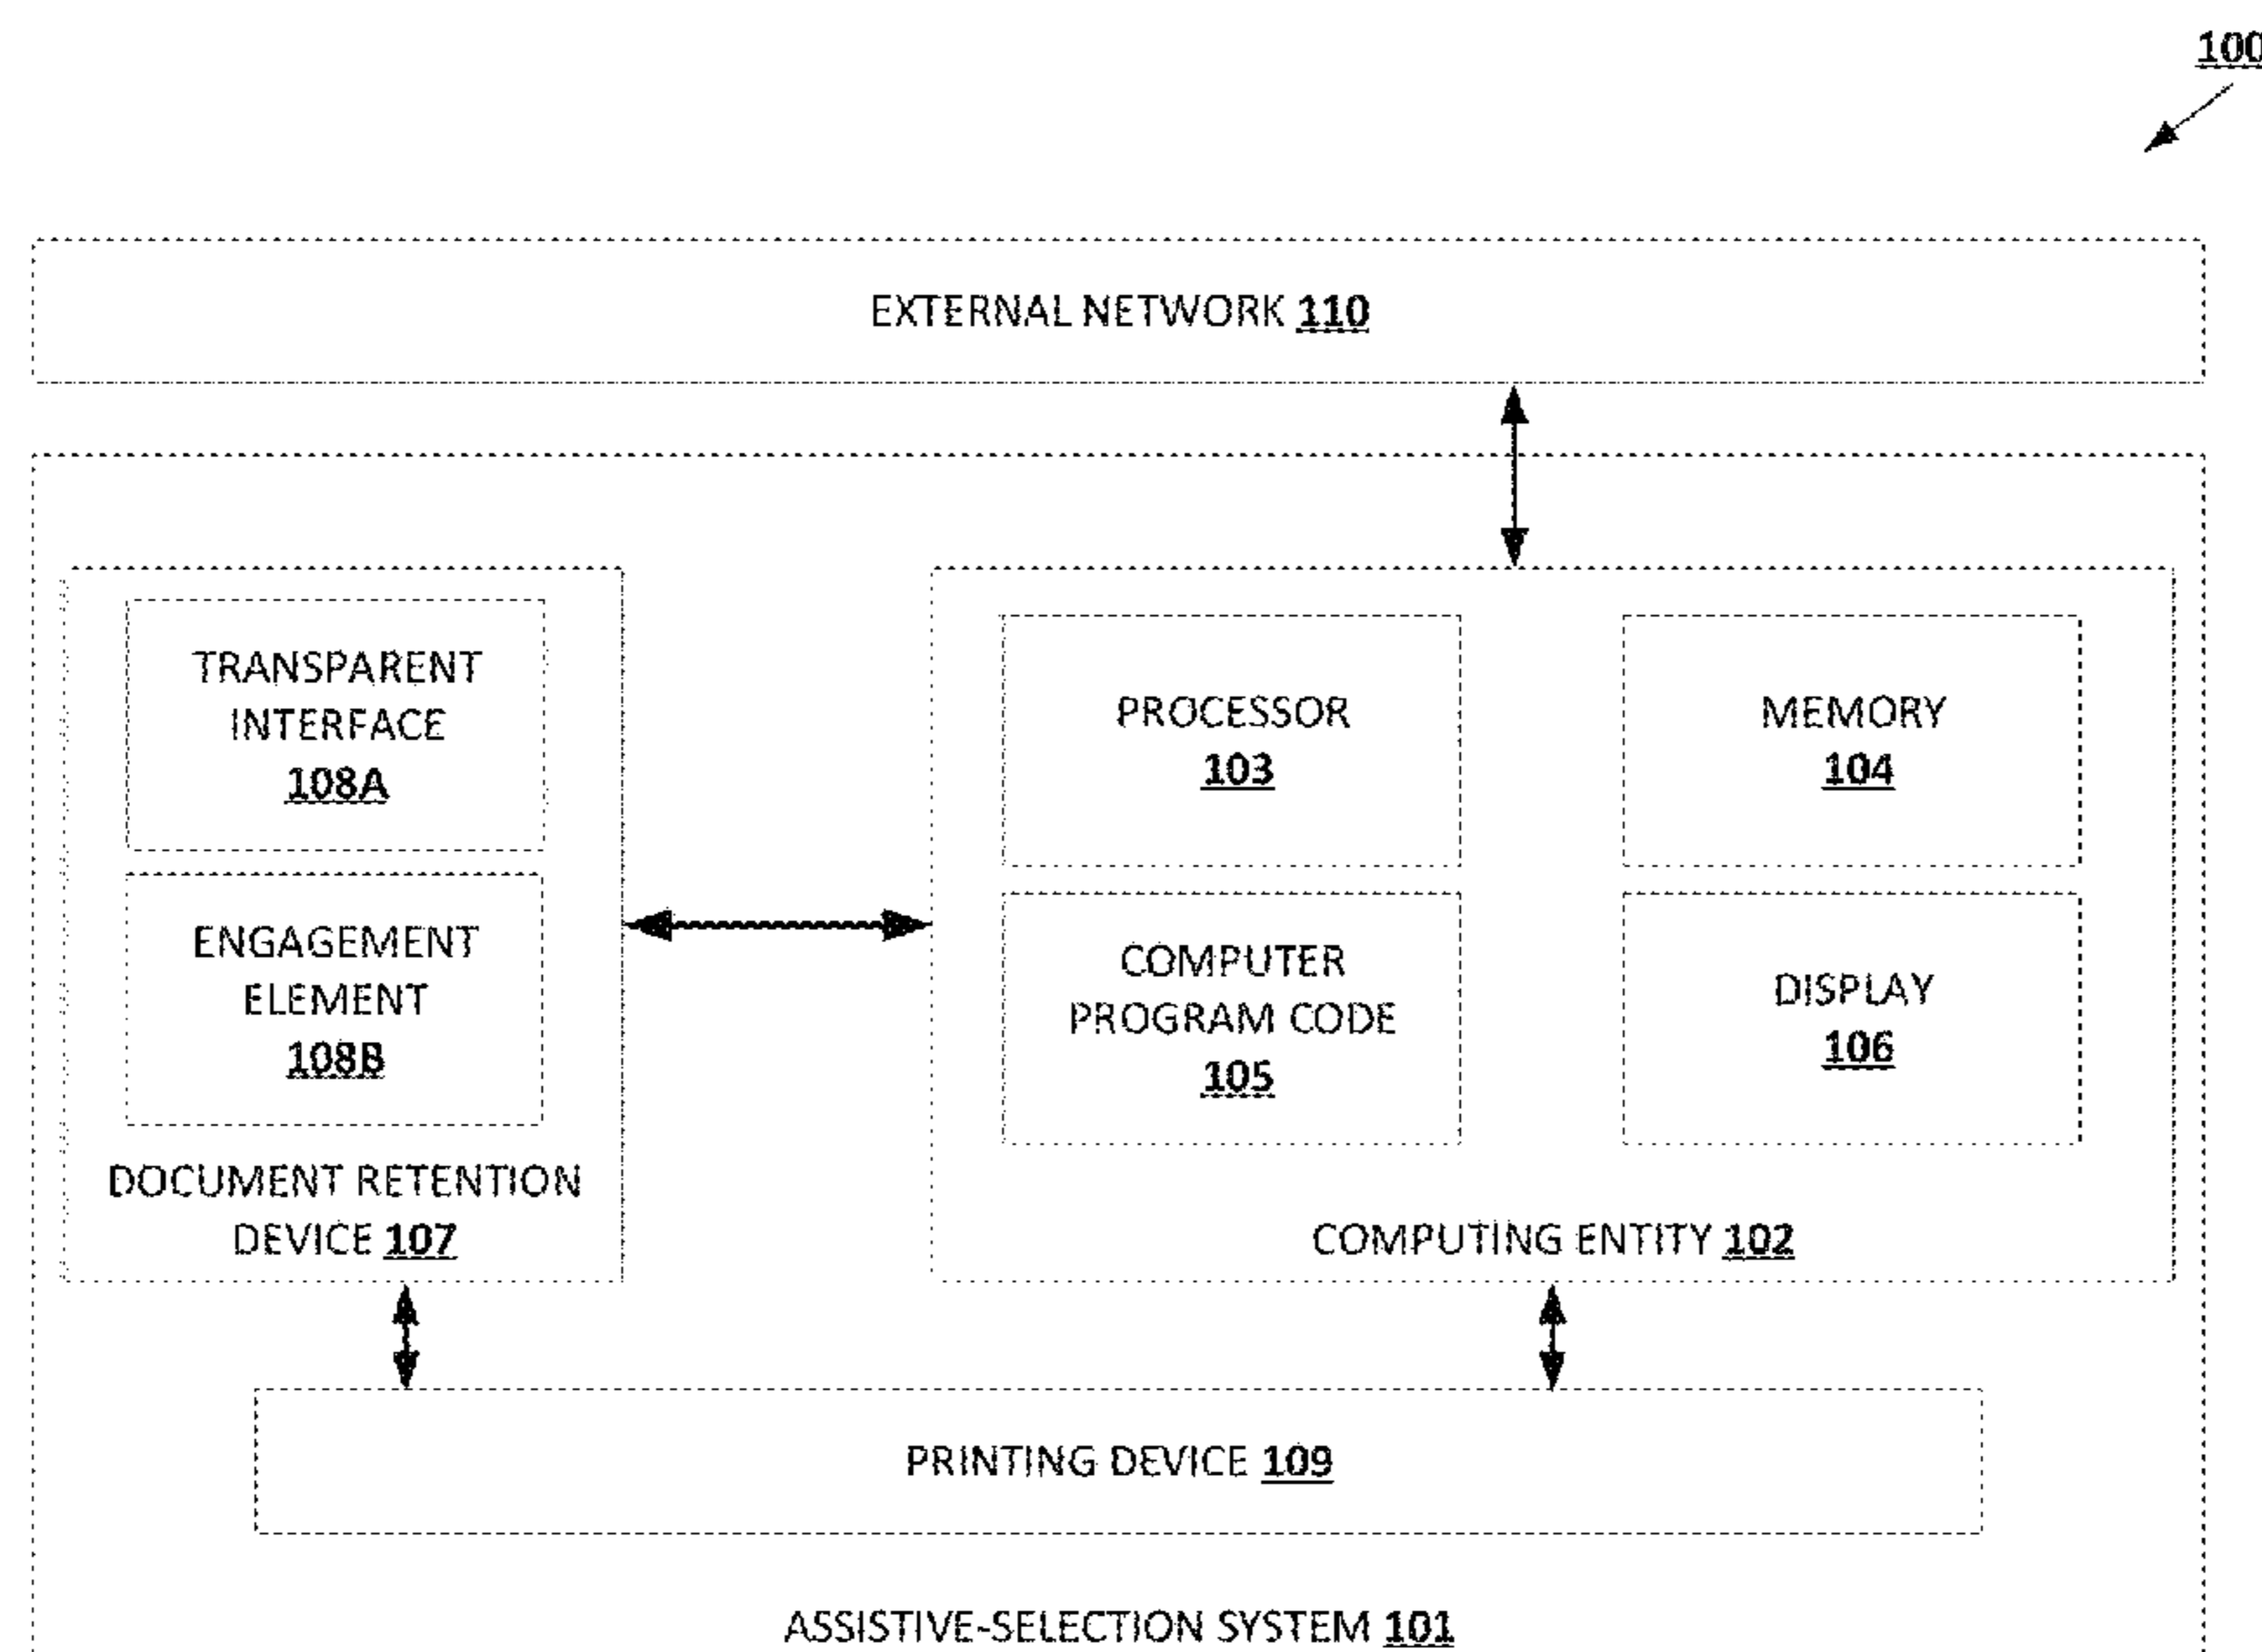 100
EXTERNAL NETWORK 110
TRANSPARENT
INTERFACE
108A
ENGAGEMENT
ELEMENT
108B
DOCUMENT RETENTION
DEVICE 107
PROCESSOR
103
MEMORY
104
COMPUTER
PROGRAM CODE
105
DISPLAY
106
COMPUTING ENTITY 102
PRINTING DEVICE 109
ASSISTIVE-SELECTION SYSTEM 101